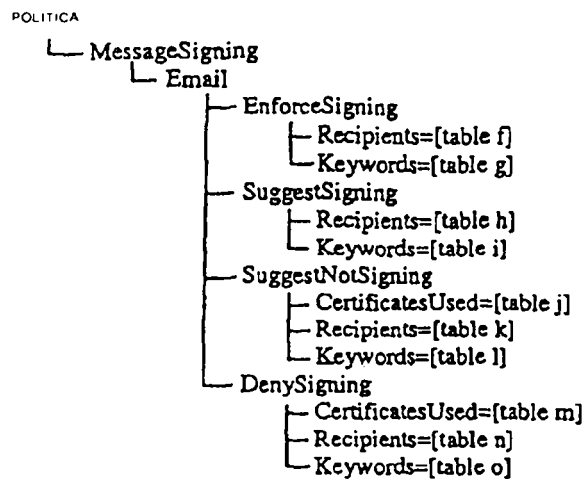 POLITICA
MessageSigning
Email
EnforceSigning
Recipients=[table f]
Keywords=[table g]
SuggestSigning
Recipients=[table h]
Keywords=[table i]
SuggestNotSigning
CertificatesUsed=[table j]
Recipients=[table k]
Keywords=[table l]
DenySigning
CertificatesUsed=[table m]
Recipients=[table n]
Keywords=[table o]